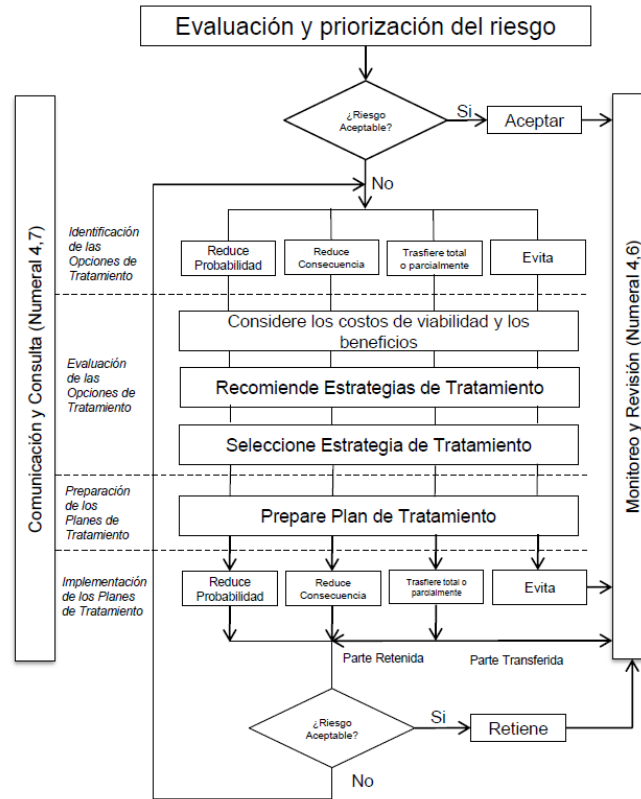 Evaluación y priorización del riesgo
¿Riesgo
Aceptable?
Si
Aceptar
No
Comunicación y Consulta (Numeral 4,7)
Monitoreo y Revisión (Numeral 4,6)
Identificación
de las
Opciones de
Tratamiento
Reduce
Probabilidad
Reduce
Consecuencia
Trasfiere total
o parcialmente
Evita
Evaluación
de las
Opciones de
Tratamiento
Considere los costos de viabilidad y los
beneficios
Recomiende Estrategias de Tratamiento
Seleccione Estrategia de Tratamiento
Preparación
de los
Planes de
Tratamiento
Prepare Plan de Tratamiento
Implementación
de los Planes
de Tratamiento
Reduce
Probabilidad
Reduce
Consecuencia
Trasfiere total o
parcialmente
Evita
Parte Retenida
Parte Transferida
¿Riesgo
Aceptable?
Si
Retiene
No